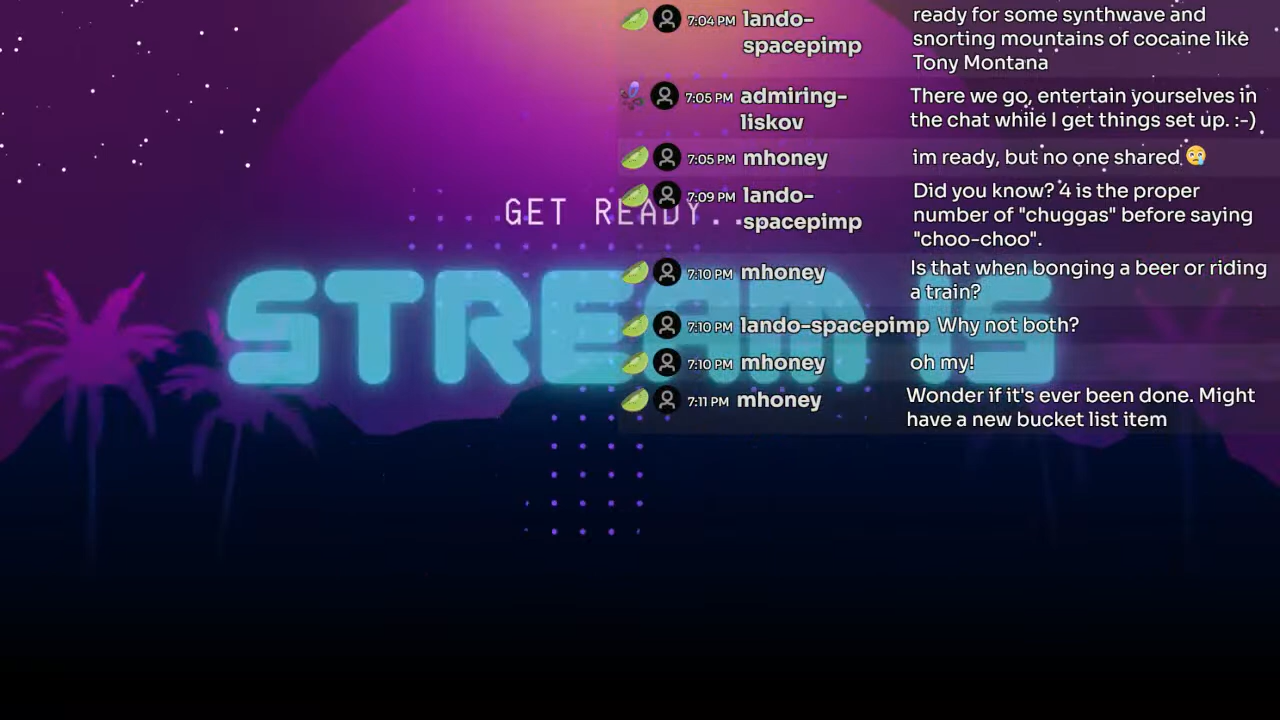 7:04 PM lando-spacepimp ready for some synthwave and
snorting mountains of cocaine like
Tony Montana
7:05 PM admiring-liskov There we go, entertain yourselves in
the chat while I get things set up. :-)
7:05 PM mhoney im ready, but no one shared 😢
7:09 PM lando-spacepimp Did you know? 4 is the proper
number of "chuggas" before saying
"choo-choo".
GET READY...
7:10 PM mhoney Is that when bonging a beer or riding
a train?
STREAM IS
7:10 PM lando-spacepimp Why not both?
7:10 PM mhoney oh my!
7:11 PM mhoney Wonder if it's ever been done. Might
have a new bucket list item